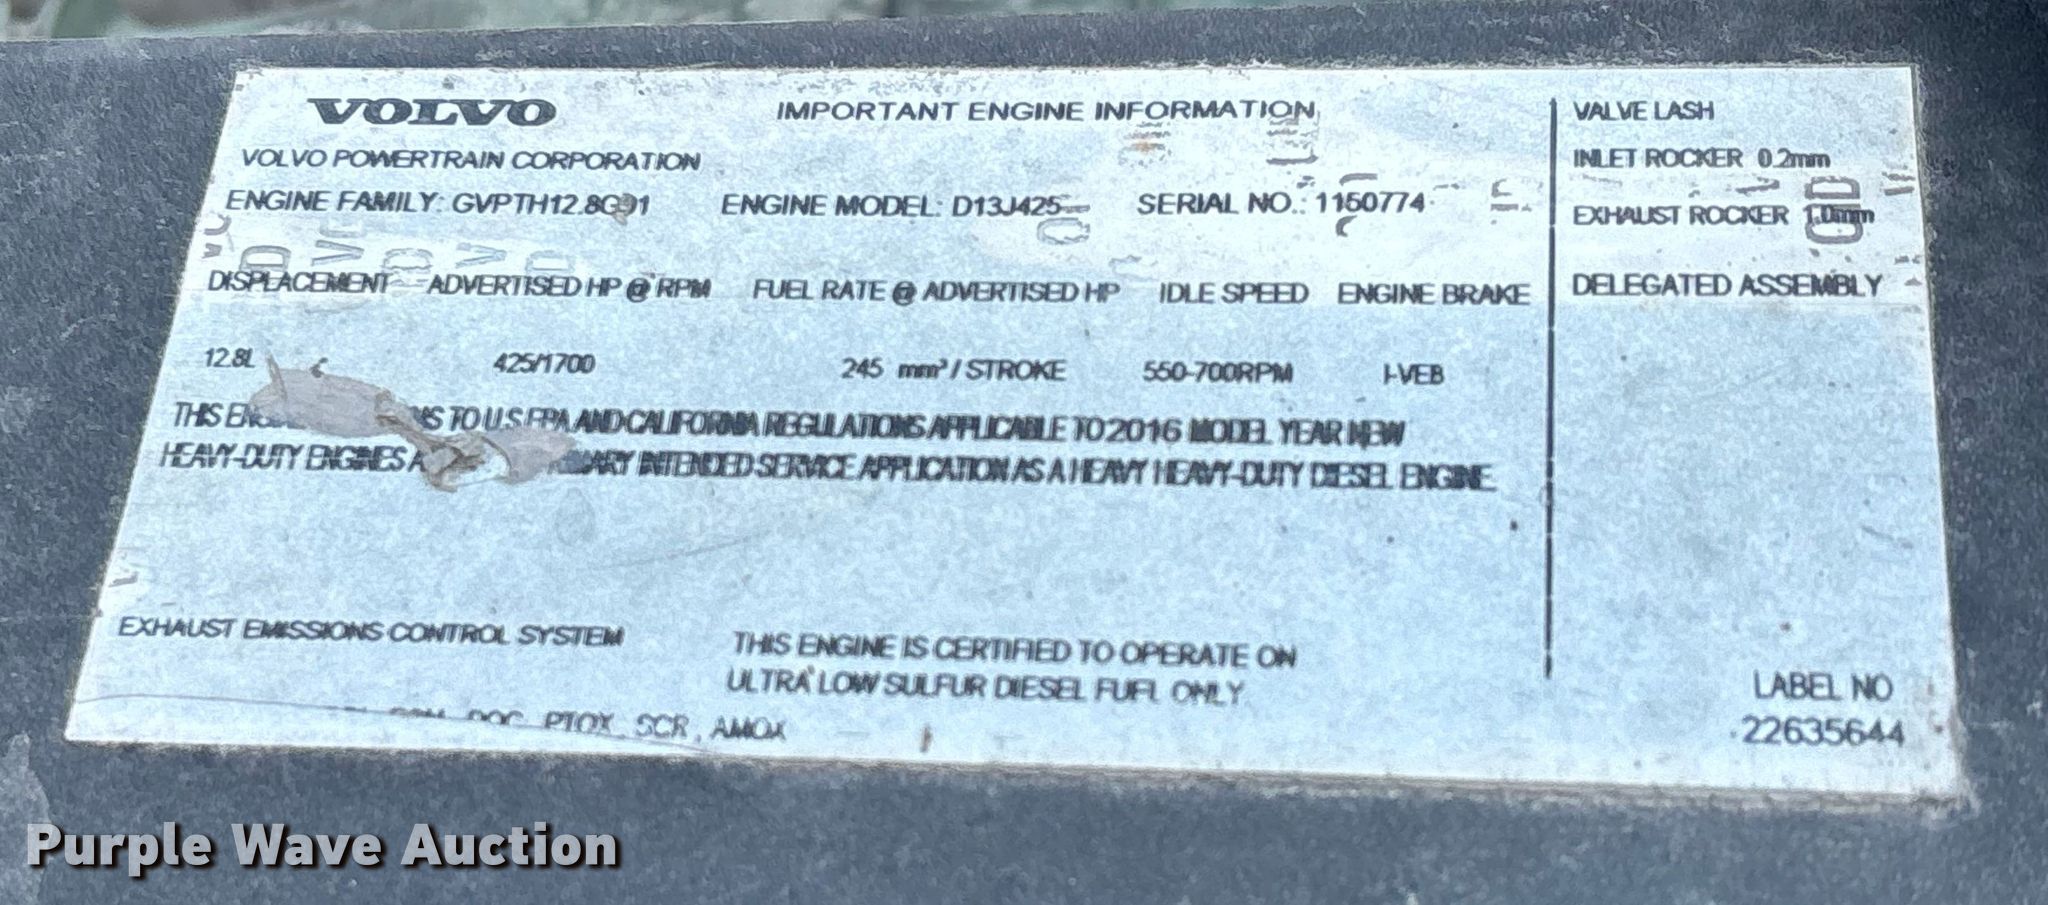 VOLVO IMPORTANT ENGINE INFORMATION
VOLVO POWERTRAIN CORPORATION
ENGINE FAMILY: ENGINE MODEL: D13J425 SERIAL NO.: 1150774
DISPLACEMENT ADVERTISED HP @ RPM FUEL RATE @ ADVERTISED HP IDLE SPEED ENGINE BRAKE
12.8L 425/1700 245 mm³ / STROKE 550-700RPM I-VEB
THIS TO U.S EPA AND CALIFORNIA REGULATIONS APPLICABLE TO 2016 MODEL YEAR NEW
HEAVY-DUTY ENGINES INTENDED SERVICE APPLICATION AS A HEAVY HEAVY-DUTY DIESEL ENGINE.
EXHAUST EMISSIONS CONTROL SYSTEM
DOC, PTOX, SCR, AMOX
THIS ENGINE IS CERTIFIED TO OPERATE ON
ULTRA LOW SULFUR DIESEL FUEL ONLY
VALVE LASH
INLET ROCKER 0.2mm
EXHAUST ROCKER 1.0mm
DELEGATED ASSEMBLY
LABEL NO
22635644
Purple Wave Auction